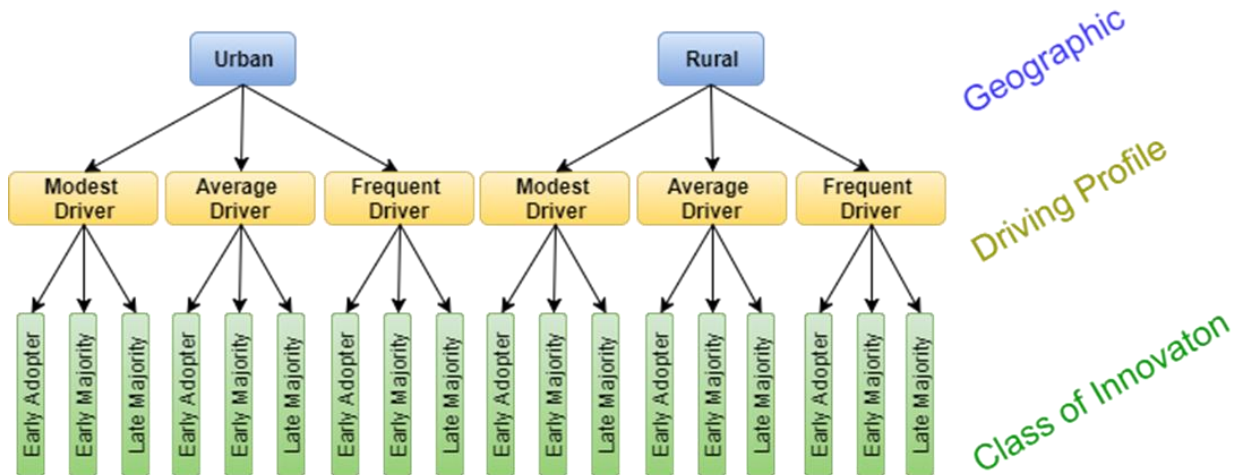 Urban
Rural
Geographic
Modest
Driver
Average
Driver
Frequent
Driver
Modest
Driver
Average
Driver
Frequent
Driver
Driving Profile
Early Adopter
Early Majority
Late Majority
Early Adopter
Early Majority
Late Majority
Early Adopter
Early Majority
Late Majority
Early Adopter
Early Majority
Late Majority
Early Adopter
Early Majority
Late Majority
Early Adopter
Early Majority
Late Majority
Class of Innovaton